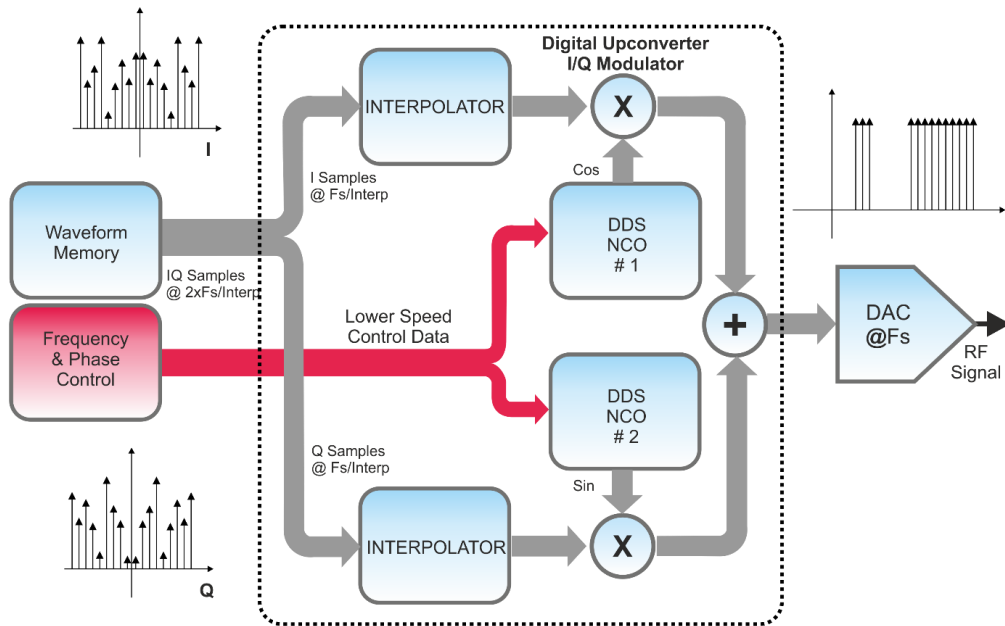 Digital Upconverter
I/Q Modulator
I
INTERPOLATOR
X
Cos
I Samples
@ Fs/Interp
Waveform
Memory
IQ Samples
@ 2xFs/Interp
DDS
NCO
# 1
Frequency
& Phase
Control
Lower Speed
Control Data
+
DAC
@Fs
RF
Signal
DDS
NCO
# 2
Q Samples
@ Fs/Interp
Sin
INTERPOLATOR
X
Q